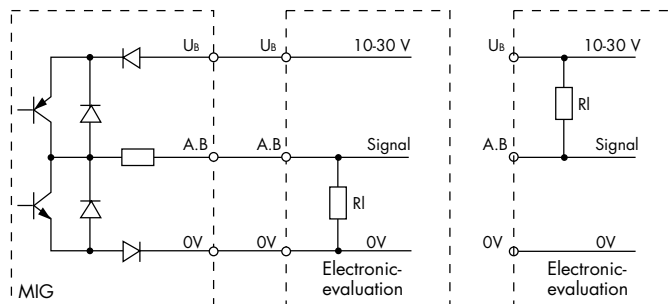 UB UB 10-30 V UB 10-30 V
Rl
A.B A.B Signal A.B Signal
Rl
0V 0V 0V 0V 0V
MIG Electronic- Electronic-
evaluation evaluation